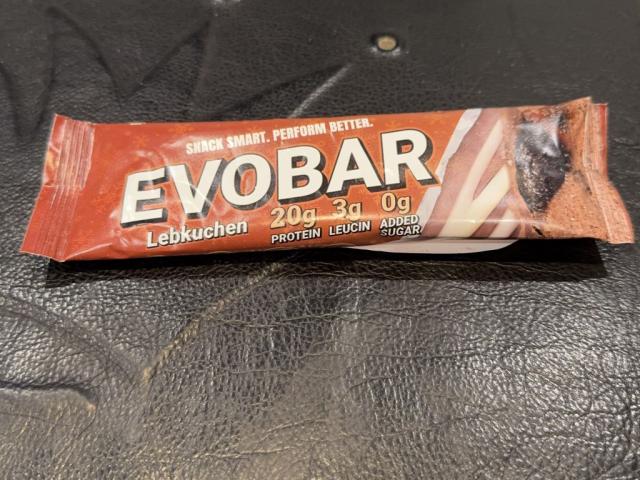 SNACK SMART. PERFORM BETTER.
EVOBAR
Lebkuchen
20g 3g 0g
PROTEIN LEUCIN ADDED
SUGAR